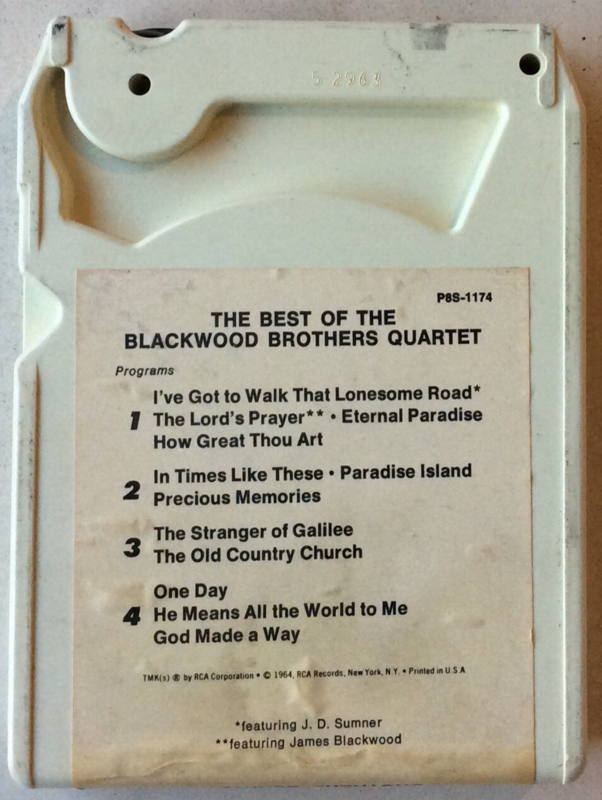 S 2963
P8S-1174
THE BEST OF THE
BLACKWOOD BROTHERS QUARTET
Programs
I've Got to Walk That Lonesome Road*
1 The Lord's Prayer** • Eternal Paradise
How Great Thou Art
In Times Like These • Paradise Island
2 Precious Memories
The Stranger of Galilee
3 The Old Country Church
One Day
4 He Means All the World to Me
God Made a Way
TMK(s) ® by RCA Corporation • © 1964, RCA Records, New York, N.Y. • Printed in U.S.A.
*featuring J. D. Sumner
**featuring James Blackwood